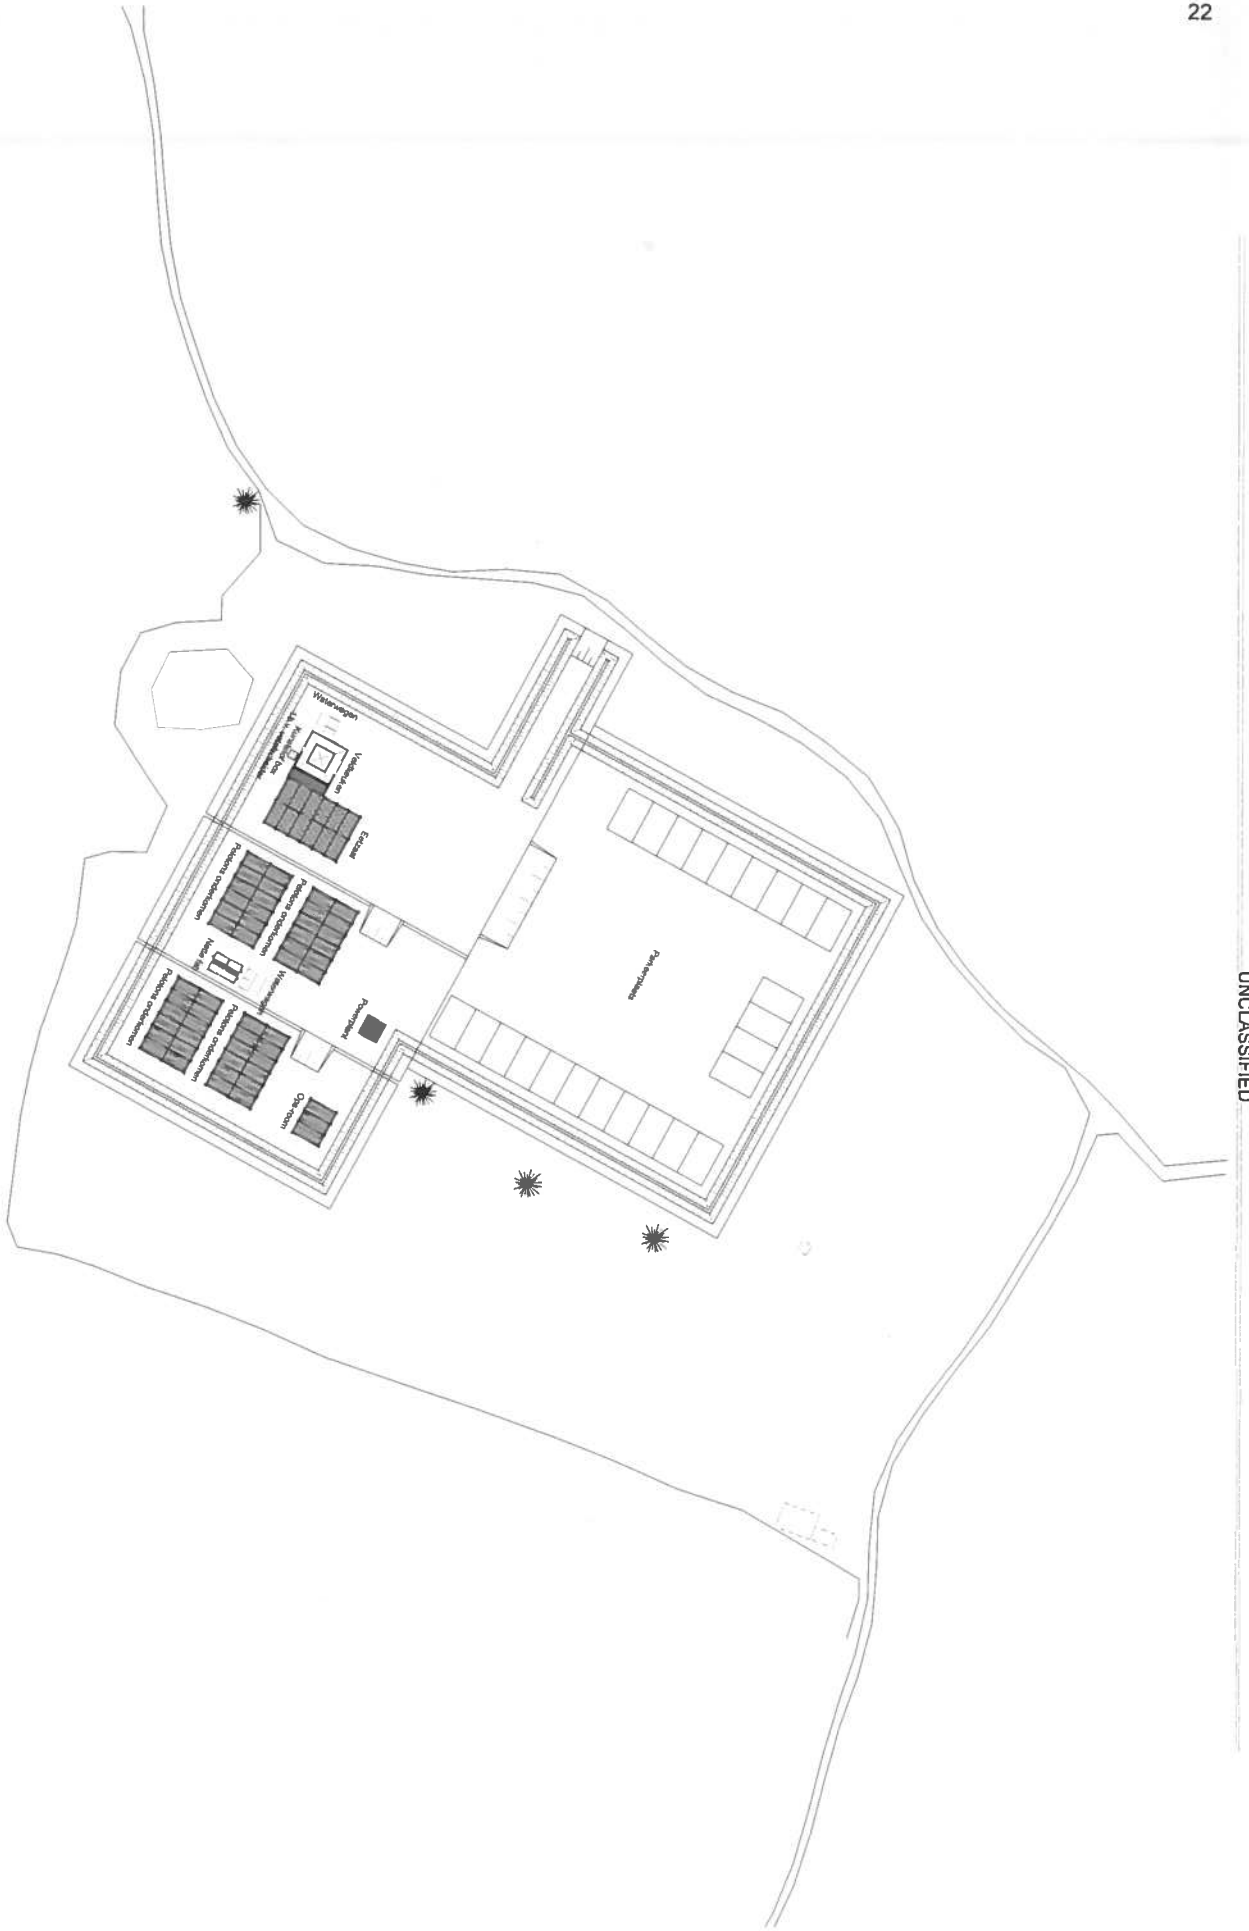 22
UNCLASSIFIED
Waterwagen
Veldkeuken
Eetzaal
Pelotons onderkomen
Pelotons onderkomen
Waterwagen
Powerplant
Pelotons onderkomen
Pelotons onderkomen
Ops-room
Parkeerplaats